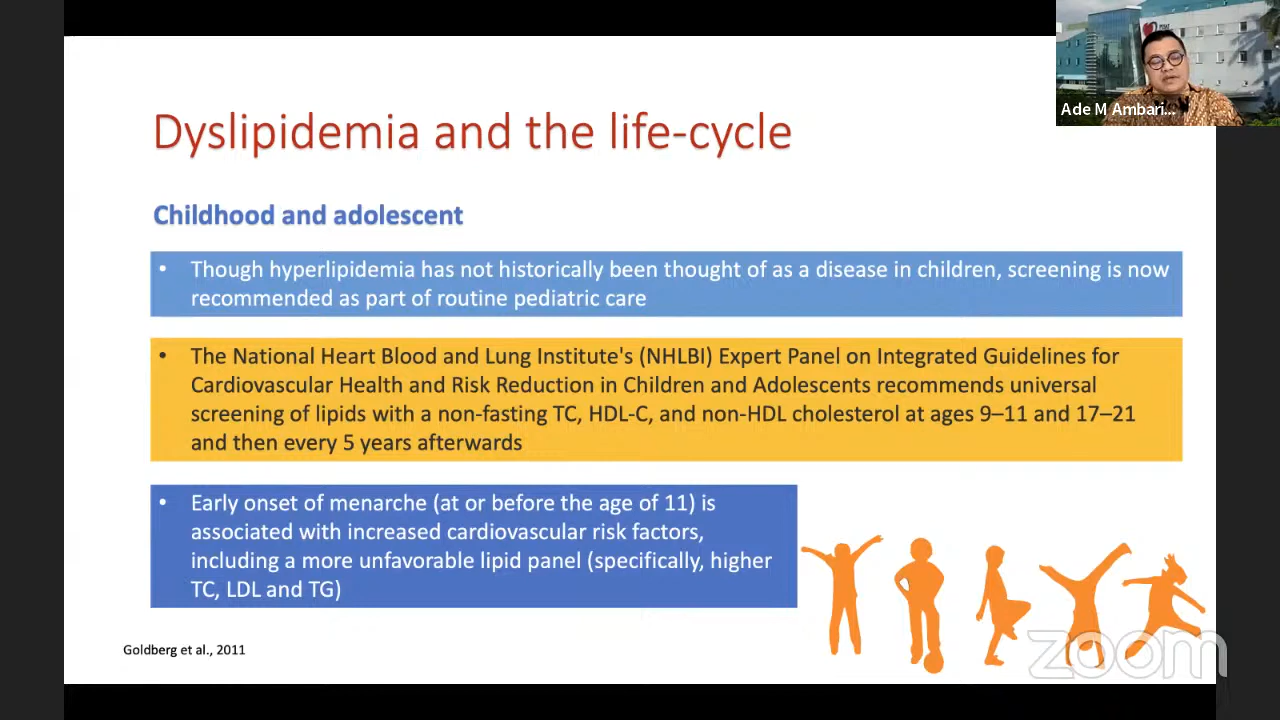 Ade M Ambari...
Dyslipidemia and the life-cycle
Childhood and adolescent
• Though hyperlipidemia has not historically been thought of as a disease in children, screening is now
recommended as part of routine pediatric care
• The National Heart Blood and Lung Institute's (NHLBI) Expert Panel on Integrated Guidelines for
Cardiovascular Health and Risk Reduction in Children and Adolescents recommends universal
screening of lipids with a non-fasting TC, HDL-C, and non-HDL cholesterol at ages 9–11 and 17–21
and then every 5 years afterwards
• Early onset of menarche (at or before the age of 11) is
associated with increased cardiovascular risk factors,
including a more unfavorable lipid panel (specifically, higher
TC, LDL and TG)
Goldberg et al., 2011
zoom